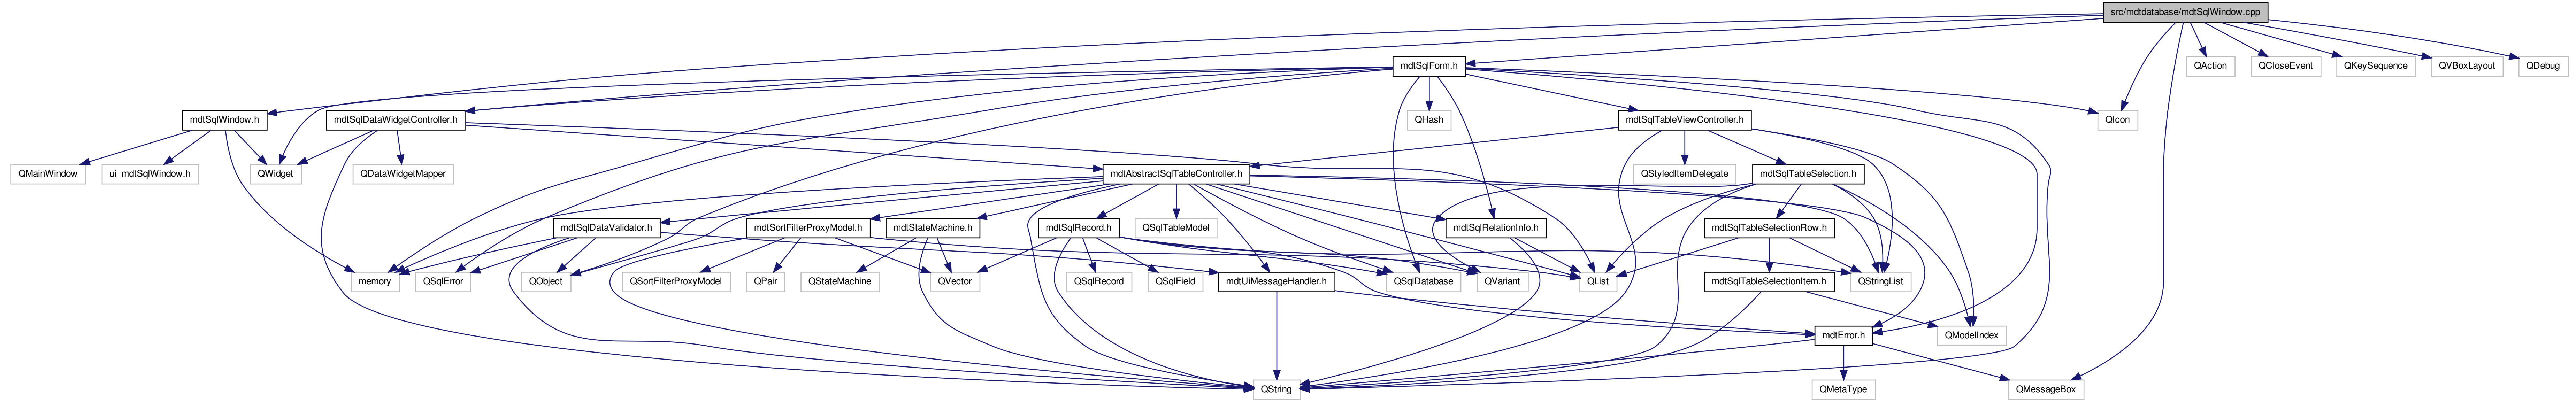 src/mdtdatabase/mdtSqlWindow.cpp
mdtSqlForm.h
QAction
QCloseEvent
QKeySequence
QVBoxLayout
QDebug
mdtSqlWindow.h
mdtSqlDataWidgetController.h
QHash
mdtSqlTableViewController.h
QIcon
QMainWindow
ui_mdtSqlWindow.h
QWidget
QDataWidgetMapper
mdtAbstractSqlTableController.h
QStyledItemDelegate
mdtSqlTableSelection.h
mdtSqlDataValidator.h
mdtSortFilterProxyModel.h
mdtStateMachine.h
mdtSqlRecord.h
QSqlTableModel
mdtSqlRelationInfo.h
mdtSqlTableSelectionRow.h
memory
QSqlError
QObject
QSortFilterProxyModel
QPair
QStateMachine
QVector
QSqlRecord
QSqlField
mdtUiMessageHandler.h
QSqlDatabase
QVariant
QList
mdtSqlTableSelectionItem.h
QStringList
mdtError.h
QModelIndex
QString
QMetaType
QMessageBox